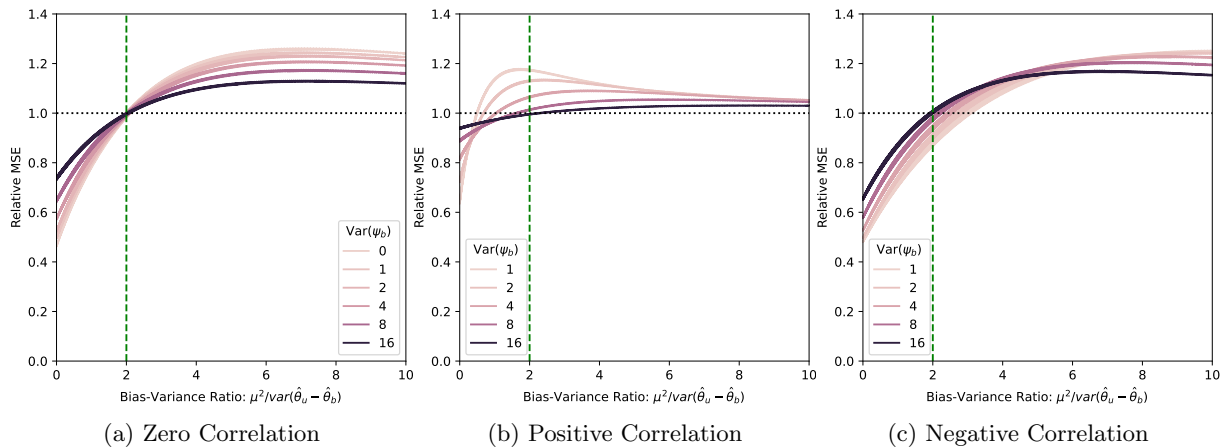 1.4
1.2
1.0
0.8
0.6
0.4
0.2
0.0
Relative MSE
Var(ψ_b)
0
1
2
4
8
16
0 2 4 6 8 10
Bias-Variance Ratio: μ²/var(θ̂_u − θ̂_b)
(a) Zero Correlation
1.4
1.2
1.0
0.8
0.6
0.4
0.2
0.0
Relative MSE
Var(ψ_b)
1
2
4
8
16
0 2 4 6 8 10
Bias-Variance Ratio: μ²/var(θ̂_u − θ̂_b)
(b) Positive Correlation
1.4
1.2
1.0
0.8
0.6
0.4
0.2
0.0
Relative MSE
Var(ψ_b)
1
2
4
8
16
0 2 4 6 8 10
Bias-Variance Ratio: μ²/var(θ̂_u − θ̂_b)
(c) Negative Correlation